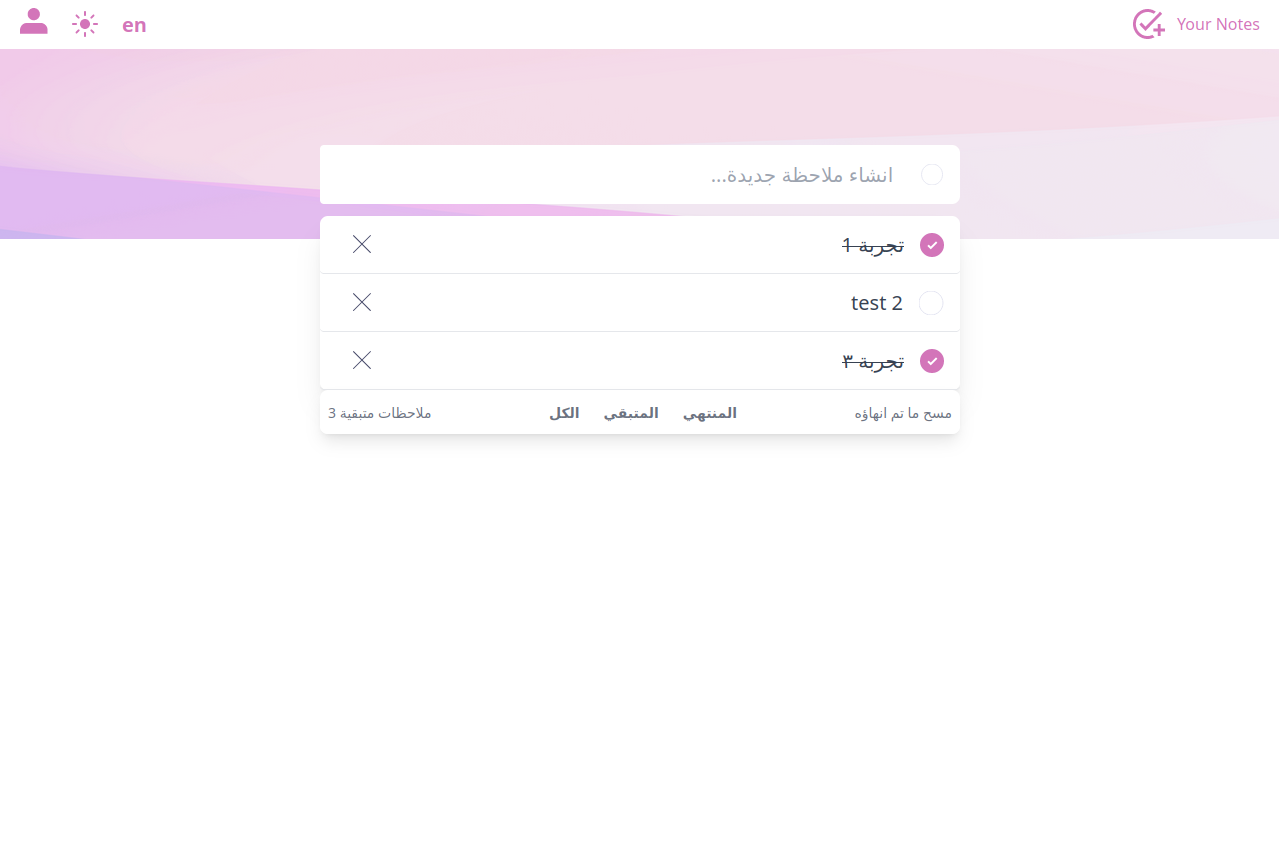 Your Notes
en
انشاء ملاحظة جديدة...
تجربة 1
test 2
تجربة ٣
مسح ما تم انهاؤه
المنتهي
المتبقي
الكل
ملاحظات متبقية 3